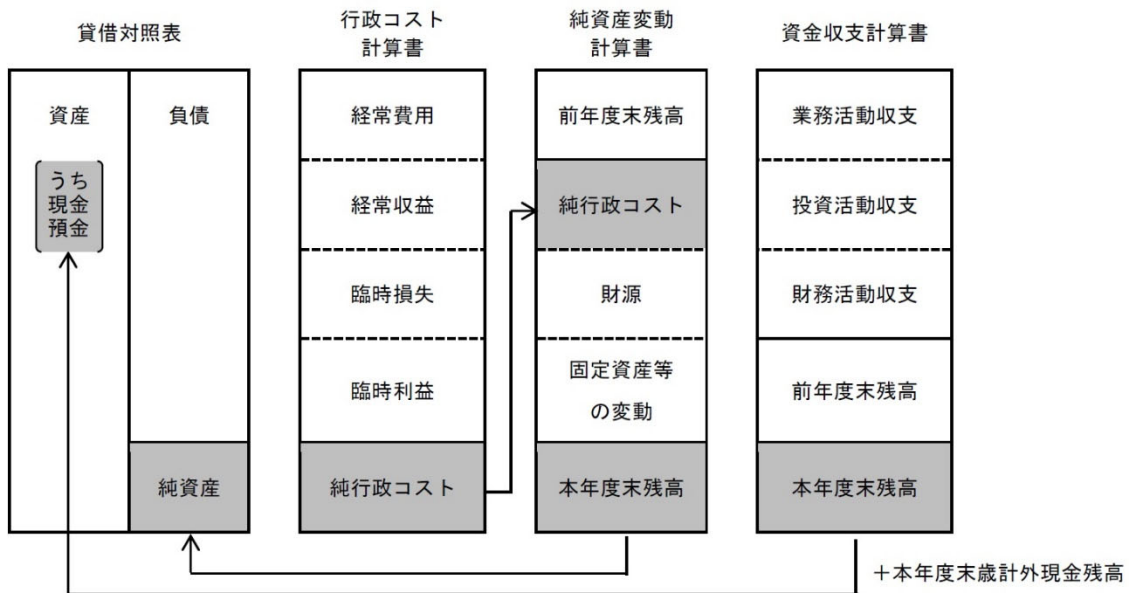 貸借対照表
資産
うち
現金
預金
負債
純資産
行政コスト
計算書
経常費用
経常収益
臨時損失
臨時利益
純行政コスト
純資産変動
計算書
前年度末残高
純行政コスト
財源
固定資産等
の変動
本年度末残高
資金収支計算書
業務活動収支
投資活動収支
財務活動収支
前年度末残高
本年度末残高
＋本年度末歳計外現金残高